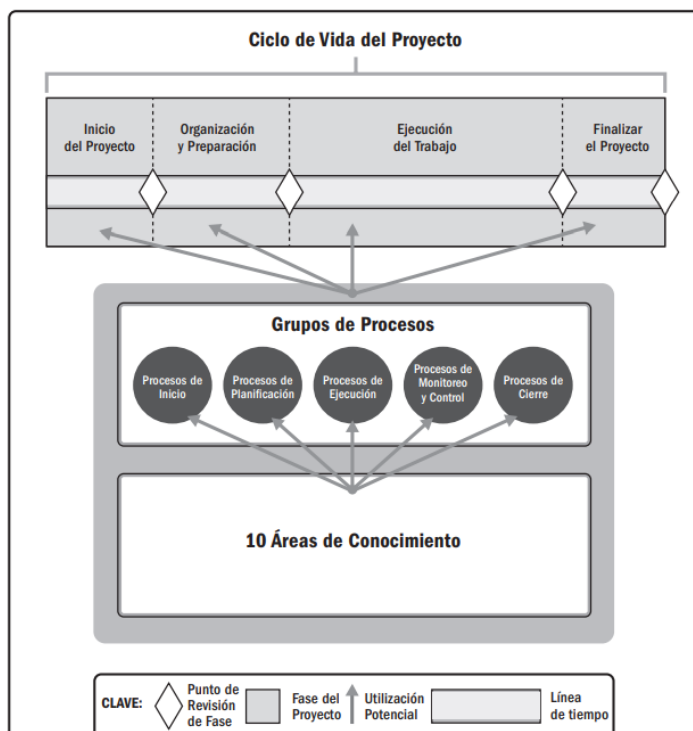 Ciclo de Vida del Proyecto
Inicio
del Proyecto
Organización
y Preparación
Ejecución
del Trabajo
Finalizar
el Proyecto
Grupos de Procesos
Procesos de
Inicio
Procesos de
Planificación
Procesos de
Ejecución
Procesos de
Monitoreo
y Control
Procesos de
Cierre
10 Áreas de Conocimiento
CLAVE:
Punto de
Revisión
de Fase
Fase del
Proyecto
Utilización
Potencial
Línea
de tiempo